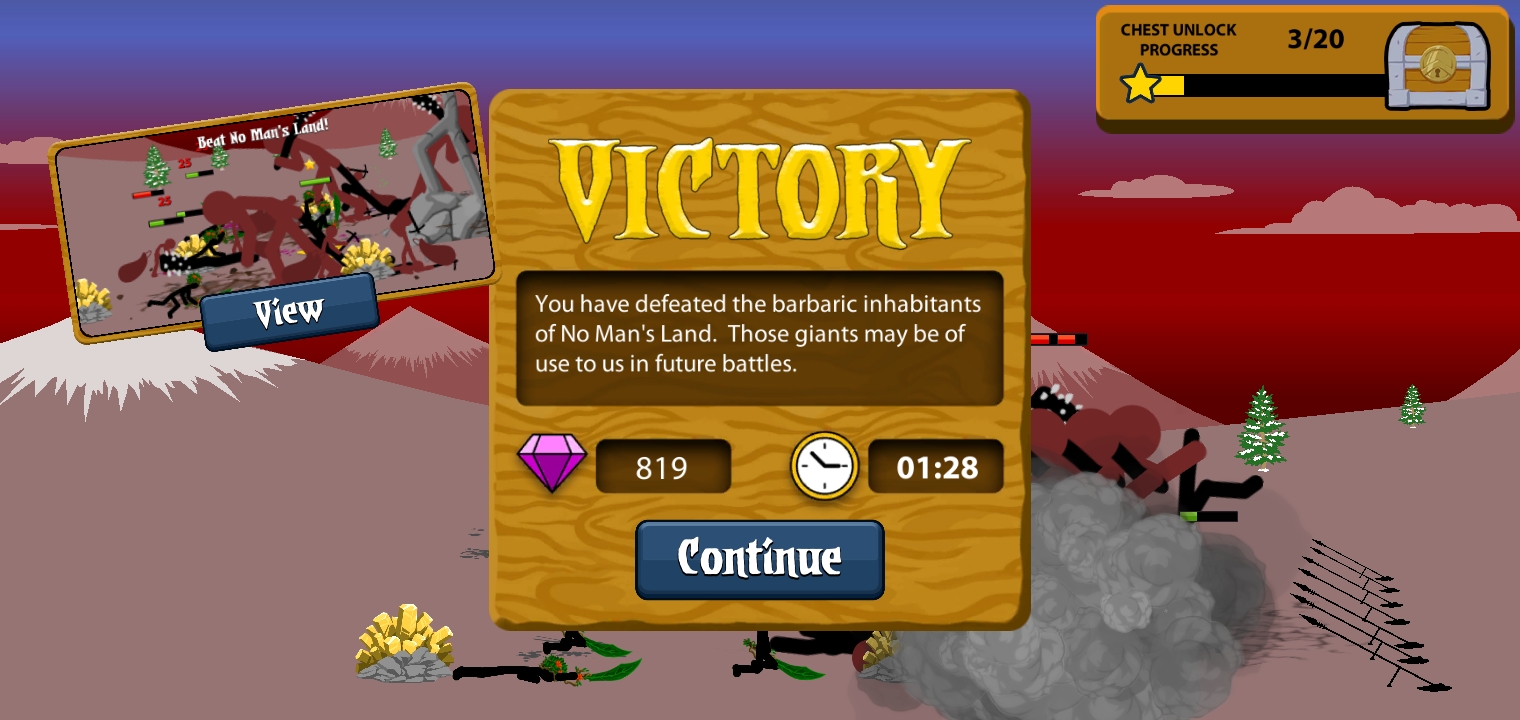 CHEST UNLOCK
PROGRESS
3/20
Beat No Man's Land!
25
25
View
VICTORY
You have defeated the barbaric inhabitants
of No Man's Land.  Those giants may be of
use to us in future battles.
819
01:28
Continue